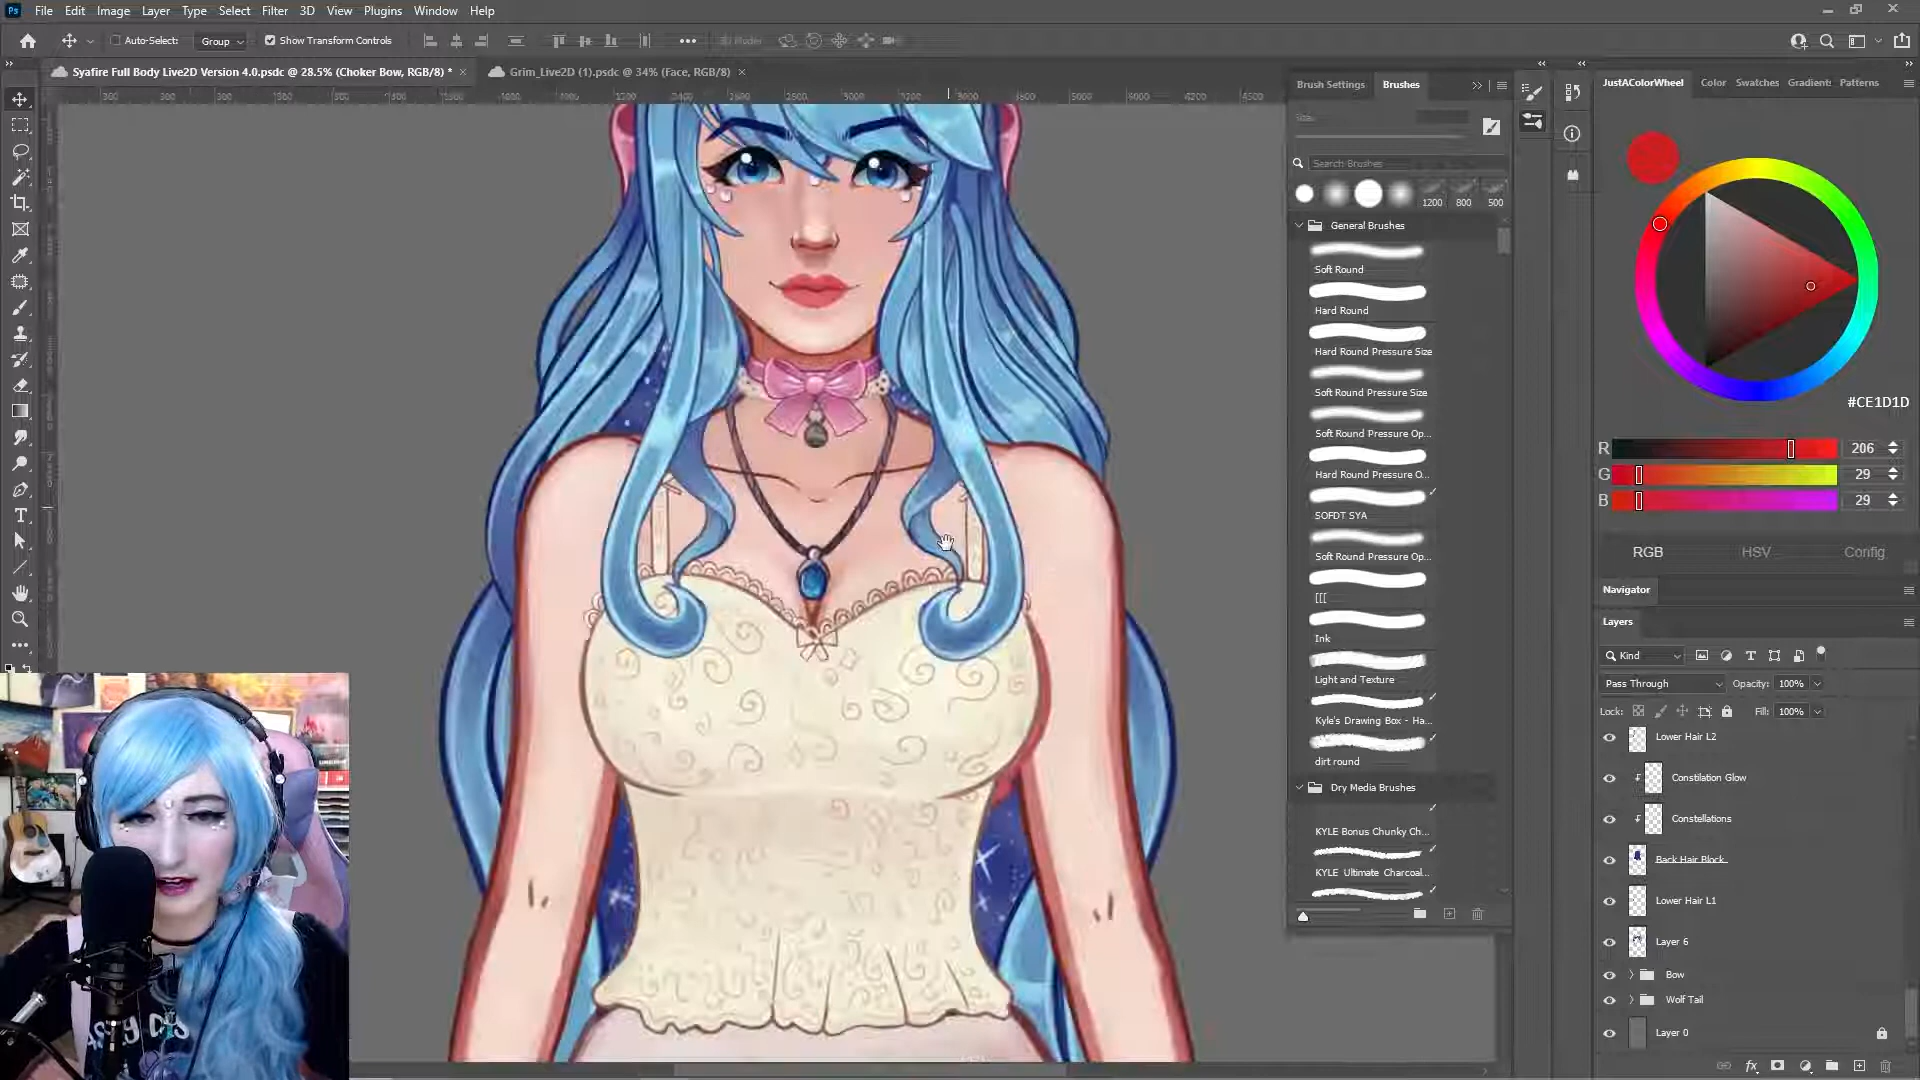 Ps File Edit Image Layer Type Select Filter 3D View Plugins Window Help
Auto-Select: Group Show Transform Controls 3D Mode:
Syafire Full Body Live2D Version 4.0.psdc @ 28.5% (Choker Bow, RGB/8) *
Grim_Live2D (1).psdc @ 34% (Face, RGB/8)
Brush Settings
Brushes
Size:
Search Brushes
1200 800 500
General Brushes
Soft Round
Hard Round
Hard Round Pressure Size
Soft Round Pressure Size
Soft Round Pressure Op...
Hard Round Pressure O...
SOFDT SYA
Soft Round Pressure Op...
[[[
Ink
Light and Texture
Kyle's Drawing Box - Ha...
dirt round
Dry Media Brushes
KYLE Bonus Chunky Ch...
KYLE Ultimate Charcoal...
JustAColorWheel Color Swatches Gradients Patterns
#CE1D1D
R 206
G 29
B 29
RGB HSV Config
Navigator
Layers
Kind
Pass Through Opacity: 100%
Lock: Fill: 100%
Lower Hair L2
Constilation Glow
Constellations
Back Hair Block
Lower Hair L1
Layer 6
Bow
Wolf Tail
Layer 0
fx